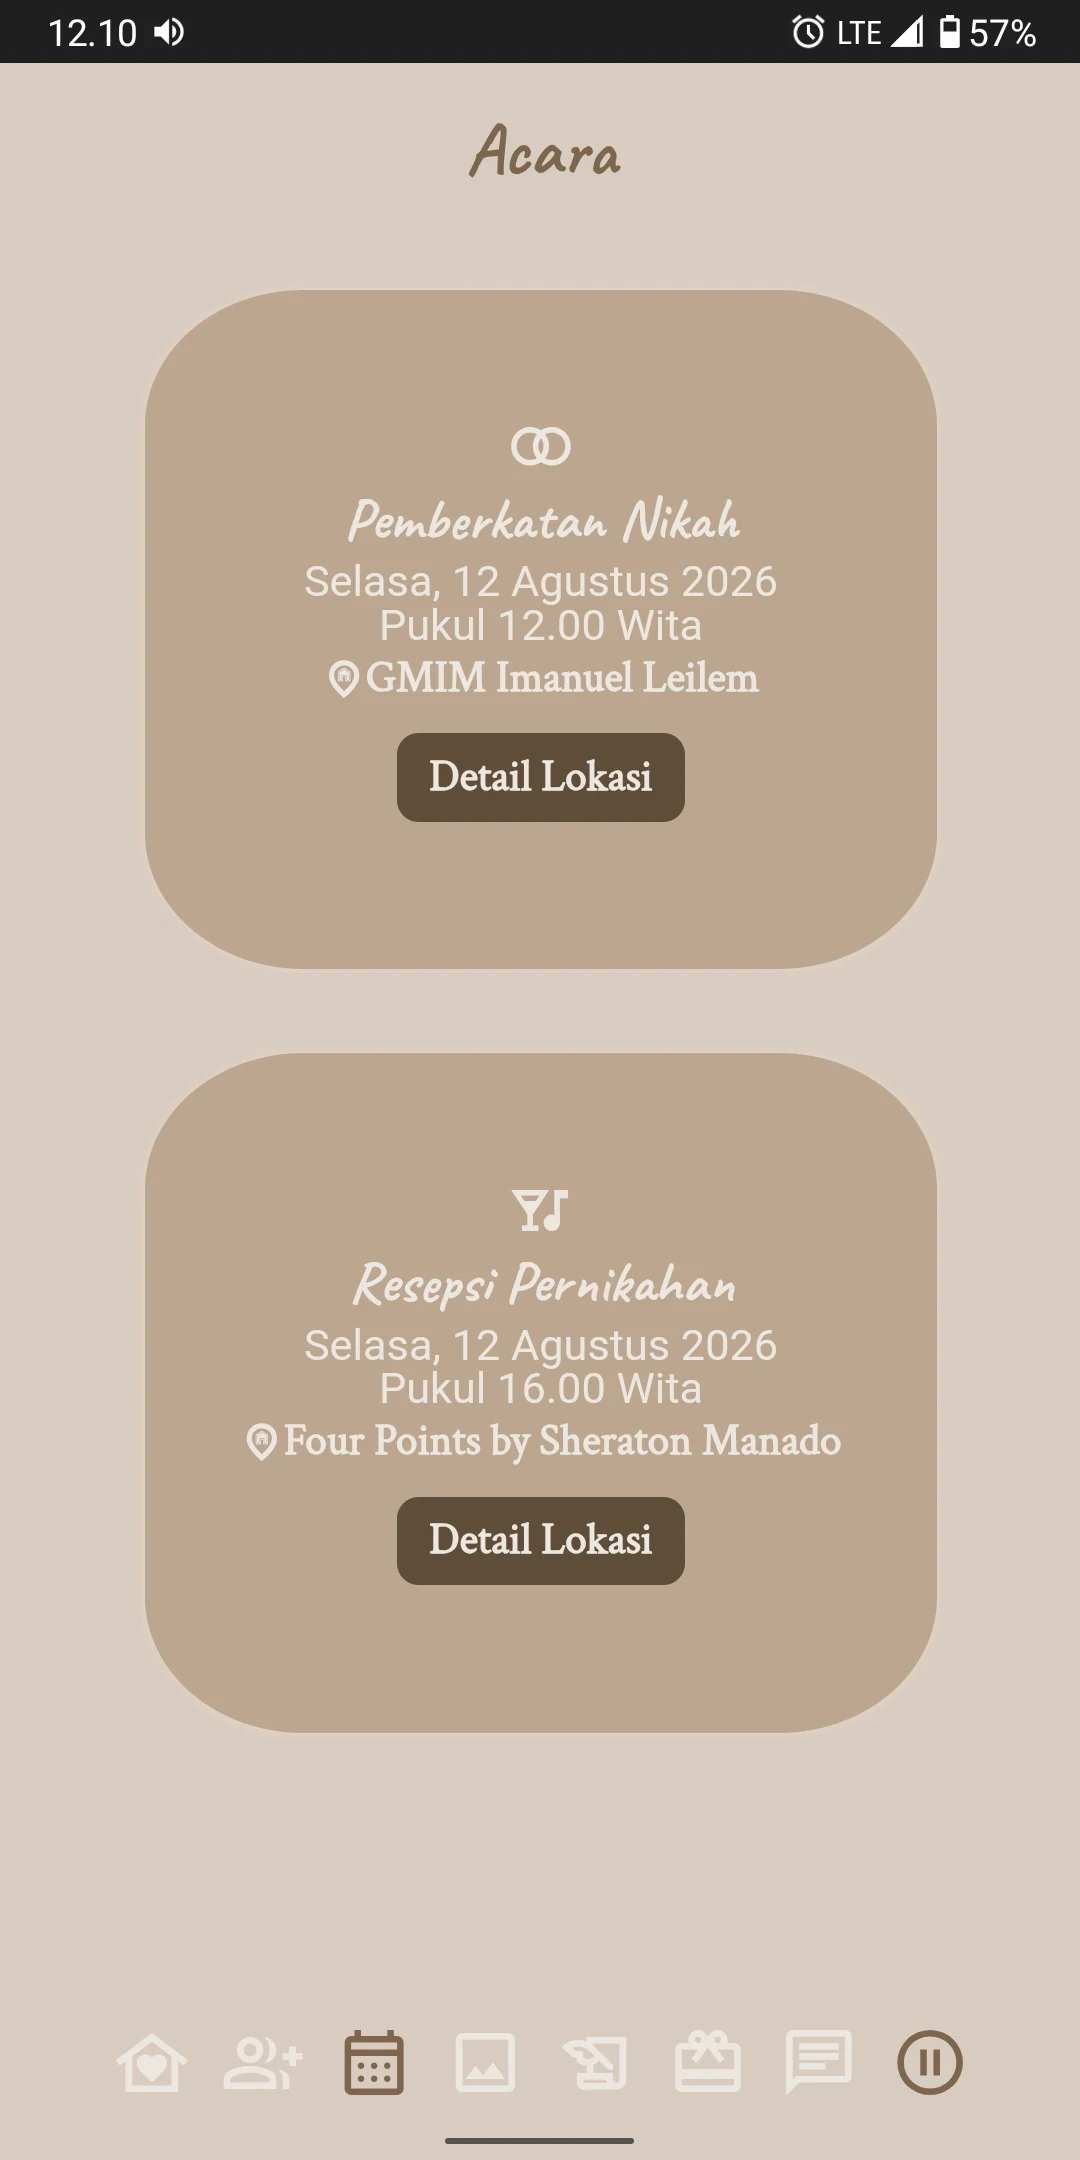 12.10
LTE
57%
Acara
Pemberkatan Nikah
Selasa, 12 Agustus 2026
Pukul 12.00 Wita
GMIM Imanuel Leilem
Detail Lokasi
Resepsi Pernikahan
Selasa, 12 Agustus 2026
Pukul 16.00 Wita
Four Points by Sheraton Manado
Detail Lokasi